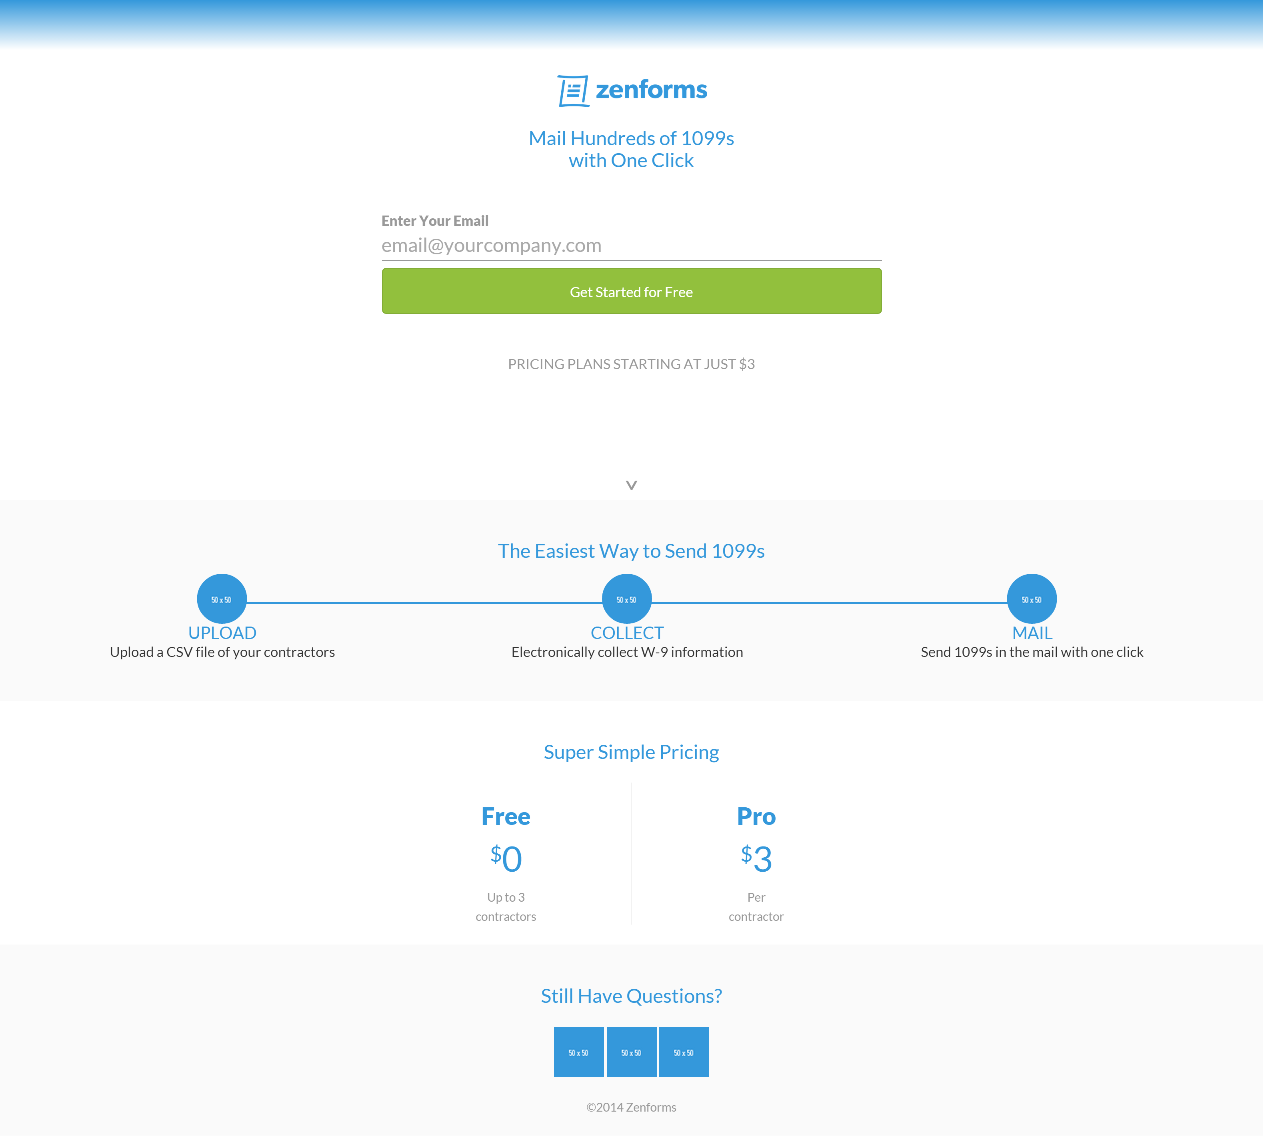 zenforms
Mail Hundreds of 1099s
with One Click
Enter Your Email
email@yourcompany.com
Get Started for Free
PRICING PLANS STARTING AT JUST $3
The Easiest Way to Send 1099s
50 x 50 50 x 50 50 x 50
UPLOAD COLLECT MAIL
Upload a CSV file of your contractors Electronically collect W-9 information Send 1099s in the mail with one click
Super Simple Pricing
Free Pro
$0 $3
Up to 3 Per
contractors contractor
Still Have Questions?
50 x 50 50 x 50 50 x 50
©2014 Zenforms